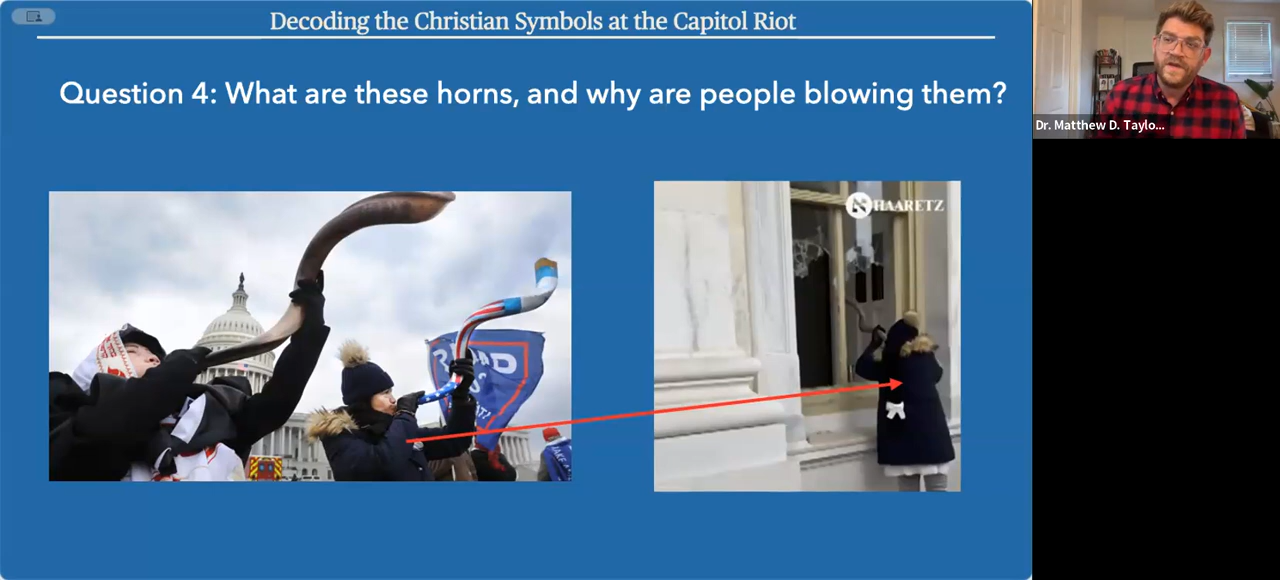 Decoding the Christian Symbols at the Capitol Riot
Question 4: What are these horns, and why are people blowing them?
HAARETZ
Dr. Matthew D. Taylo...